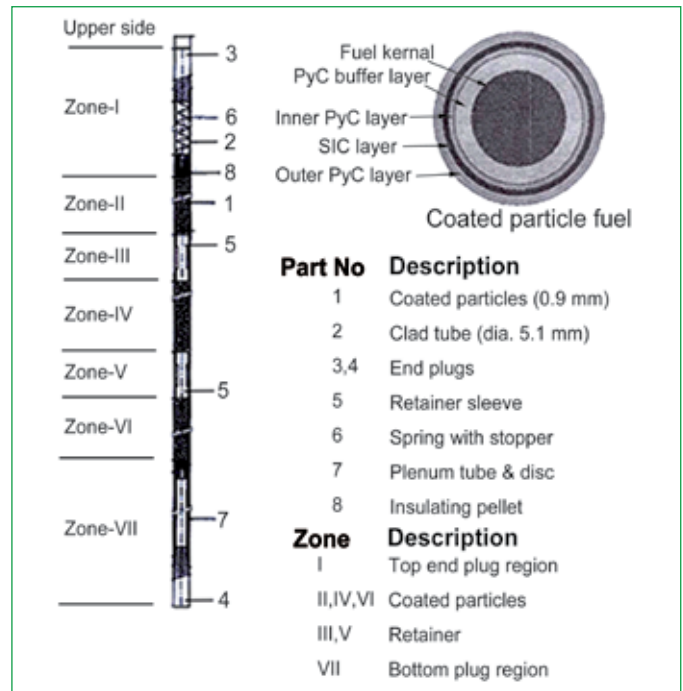 Upper side
3
Zone-I
6
2
8
Zone-II
1
Zone-III
5
Zone-IV
Zone-V
5
Zone-VI
Zone-VII
7
4
Fuel kernal
PyC buffer layer
Inner PyC layer
SIC layer
Outer PyC layer
Coated particle fuel
Part No Description
1 Coated particles (0.9 mm)
2 Clad tube (dia. 5.1 mm)
3,4 End plugs
5 Retainer sleeve
6 Spring with stopper
7 Plenum tube & disc
8 Insulating pellet
Zone Description
I Top end plug region
II,IV,VI Coated particles
III,V Retainer
VII Bottom plug region